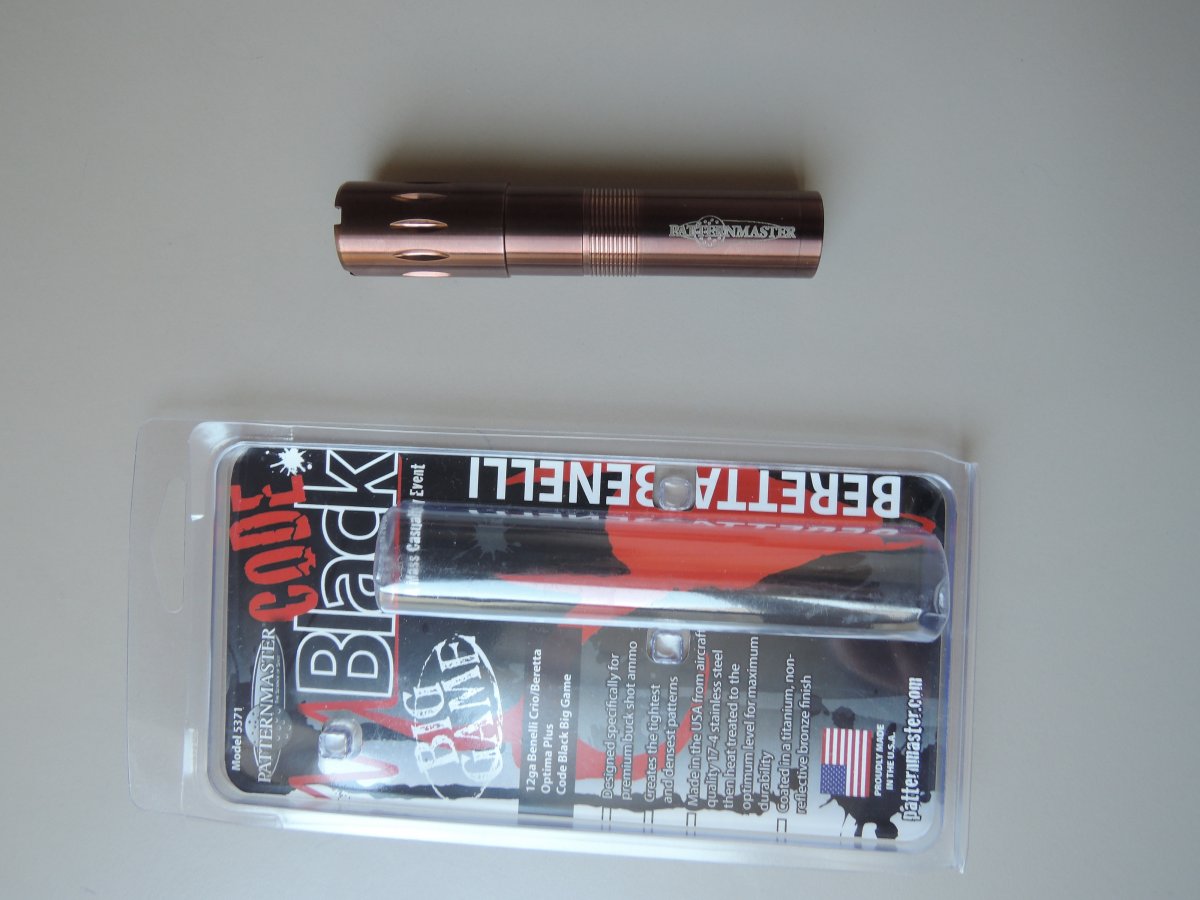 PATTERNMASTER
Model 5371
PATTERNMASTER
CODE
Black
Mass Casualty Event
BIG
GAME
BERETTA/BENELLI
12ga Benelli Crio/Beretta
Optima Plus
Code Black Big Game
Designed specifically for
premium buck shot ammo
Creates the tightest
and densest patterns
Made in the USA from aircraft
quality 17-4 stainless steel
then heat treated to the
optimum level for maximum
durability
Coated in a titanium, non-
reflective bronze finish
PROUDLY MADE
IN THE U.S.A.
patternmaster.com